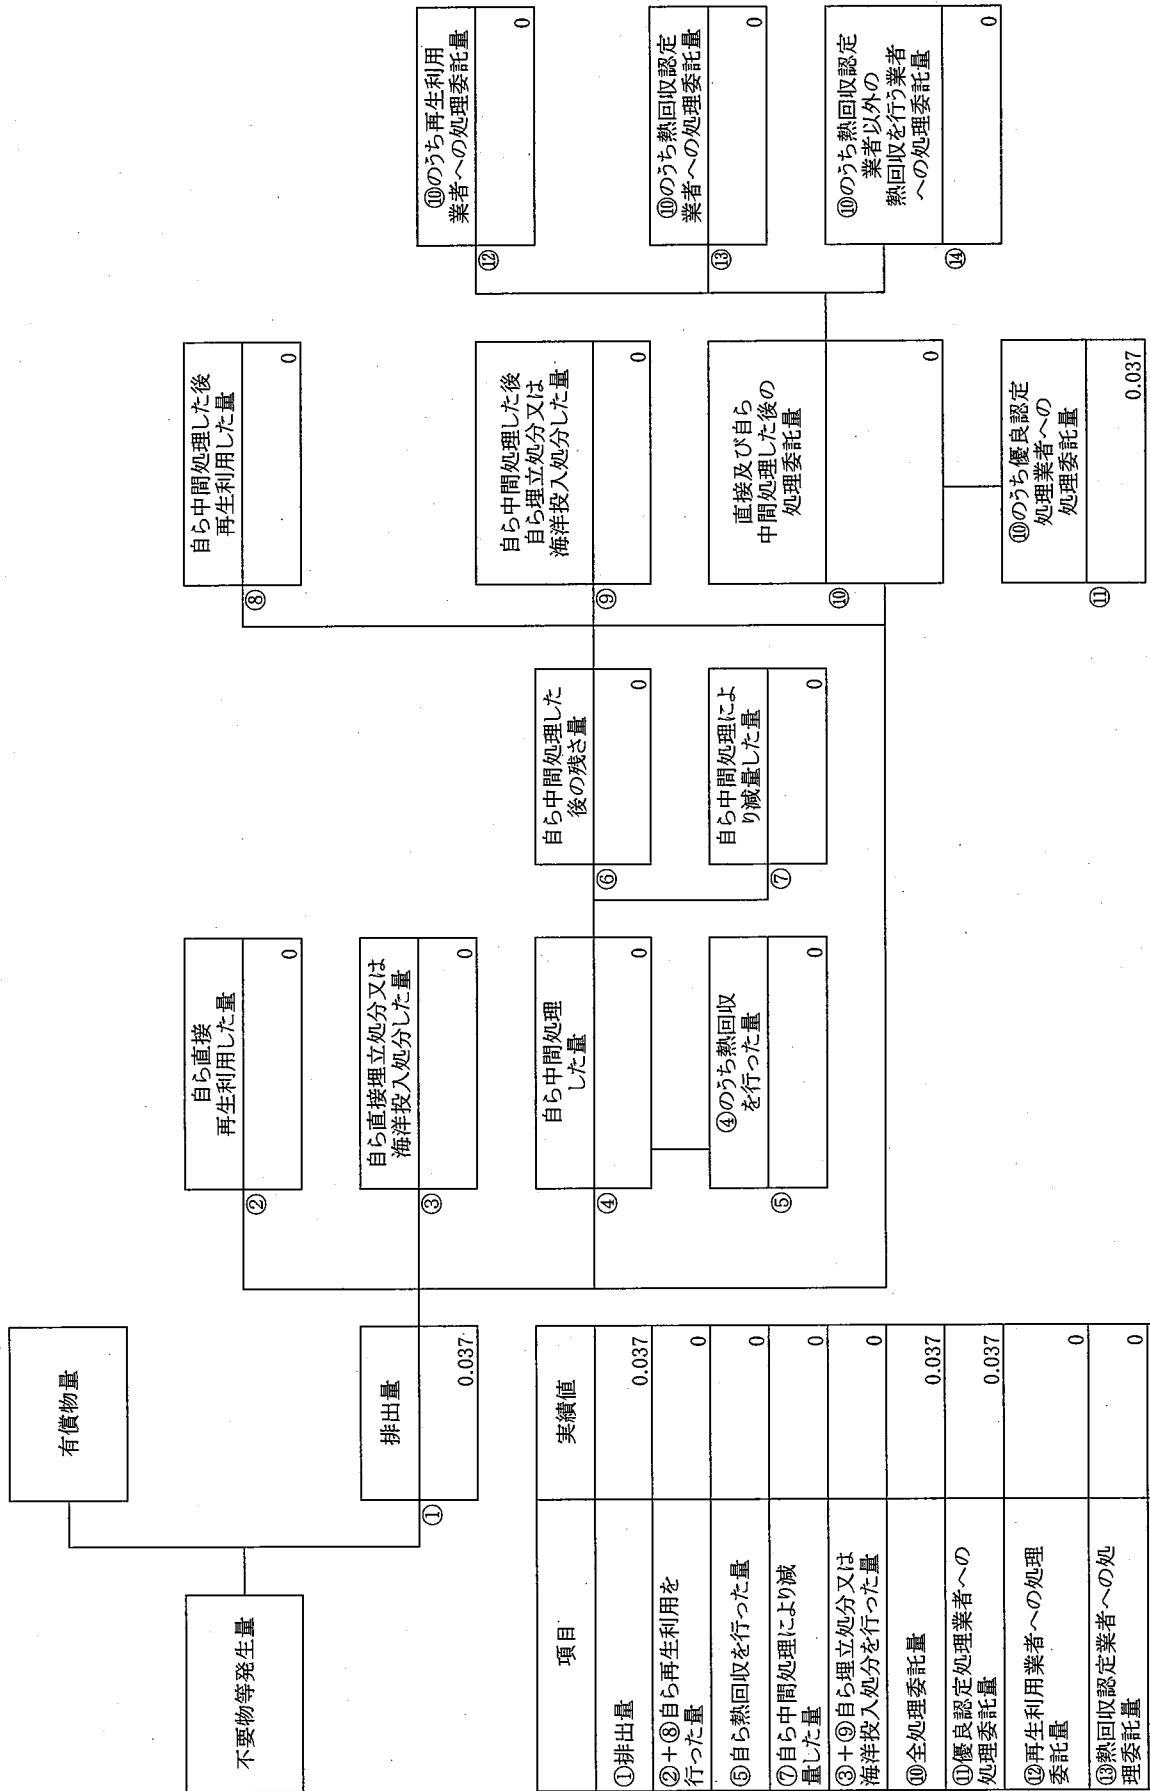 不要物等発生量
有償物量
①
排出量
0.037
②
自ら直接
再生利用した量
0
③
自ら直接埋立処分又は
海洋投入処分した量
0
④
自ら中間処理
した量
0
⑤
④のうち熱回収
を行った量
0
⑥
自ら中間処理した
後の残さ量
0
⑦
自ら中間処理によ
り減量した量
0
⑧
自ら中間処理した後
再生利用した量
0
⑨
自ら中間処理した後
自ら埋立処分又は
海洋投入処分した量
0
⑩
直接及び自ら
中間処理した後の
処理委託量
0
⑪
⑩のうち優良認定
処理業者への
処理委託量
0.037
⑫
⑩のうち再生利用
業者への処理委託量
0
⑬
⑩のうち熱回収認定
業者への処理委託量
0
⑭
⑩のうち熱回収認定
業者以外の
熱回収を行う業者
への処理委託量
0
項目 実績値
①排出量 0.037
②+⑧自ら再生利用を
行った量 0
⑤自ら熱回収を行った量 0
⑦自ら中間処理により減
量した量 0
③+⑨自ら埋立処分又は
海洋投入処分を行った量 0
⑩全処理委託量 0.037
⑪優良認定処理業者への
処理委託量 0.037
⑫再生利用業者への処理
委託量 0
⑬熱回収認定業者への処
理委託量 0